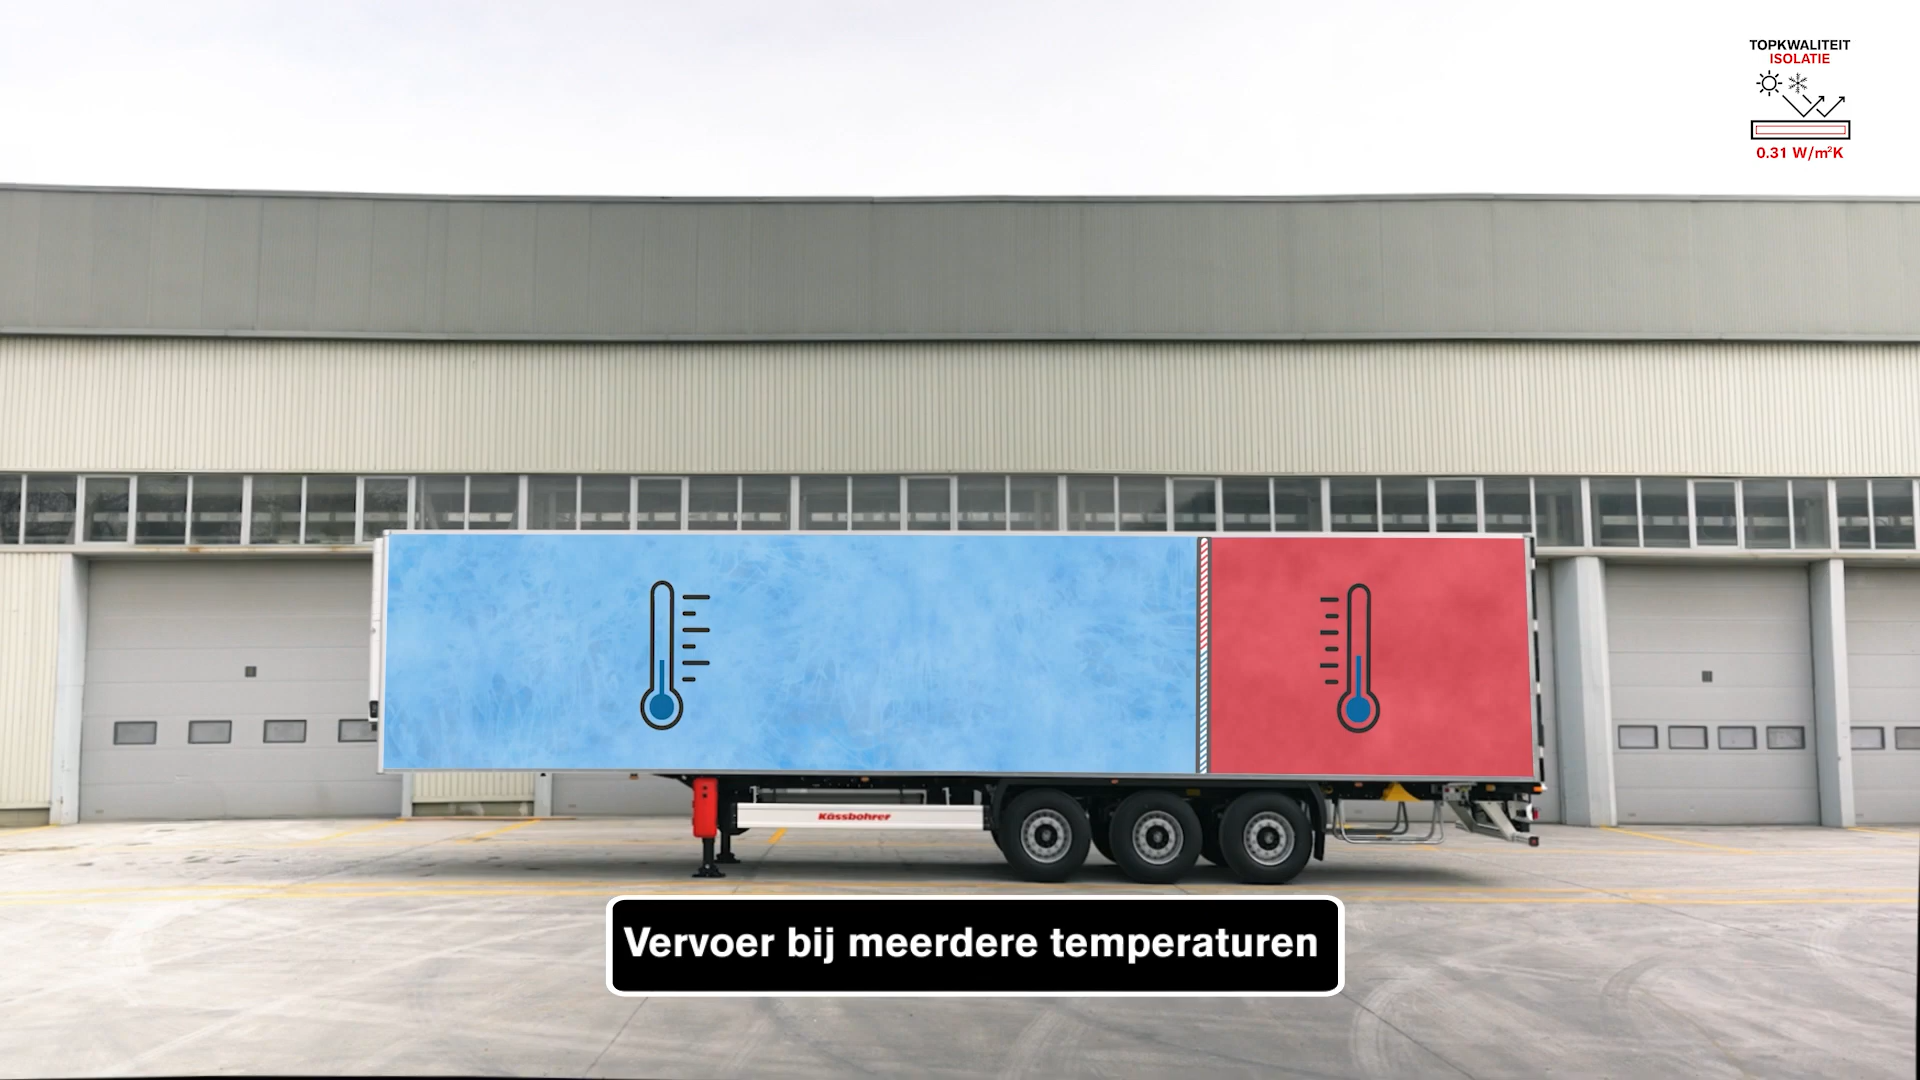 TOPKWALITEIT
ISOLATIE
0.31 W/m²K
Kässbohrer
Vervoer bij meerdere temperaturen